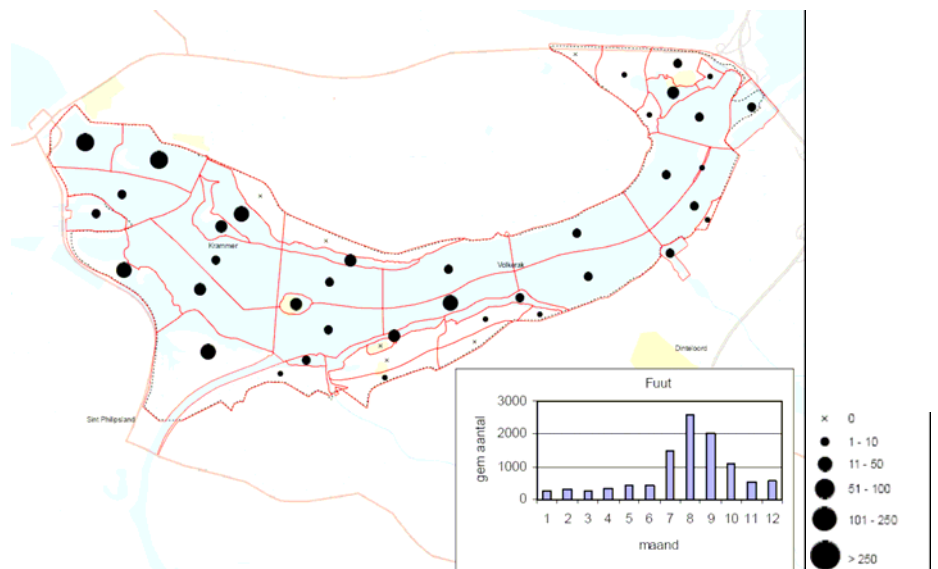 Krammer
Volkerak
Dinteloord
Sint Philipsland
Fuut
3000
2000
1000
0
gem aantal
1 2 3 4 5 6 7 8 9 10 11 12
maand
0
1 - 10
11 - 50
51 - 100
101 - 250
> 250